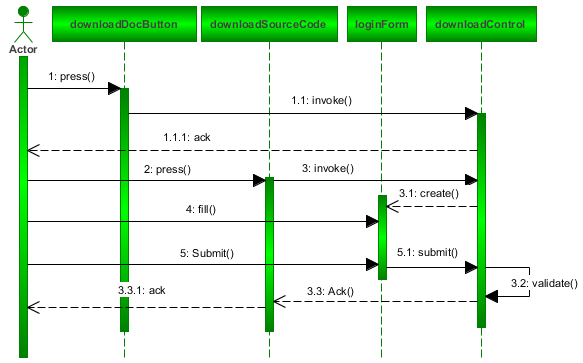 downloadDocButton
downloadSourceCode
loginForm
downloadControl
Actor
1: press()
1.1: invoke()
1.1.1: ack
2: press()
3: invoke()
3.1: create()
4: fill()
5: Submit()
5.1: submit()
3.2: validate()
3.3.1: ack
3.3: Ack()